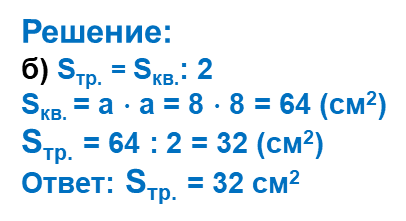 Решение:
б) Sтр. = Sкв.: 2
Sкв. = а · а = 8 · 8 = 64 (см²)
Sтр. = 64 : 2 = 32 (см²)
Ответ: Sтр. = 32 см²